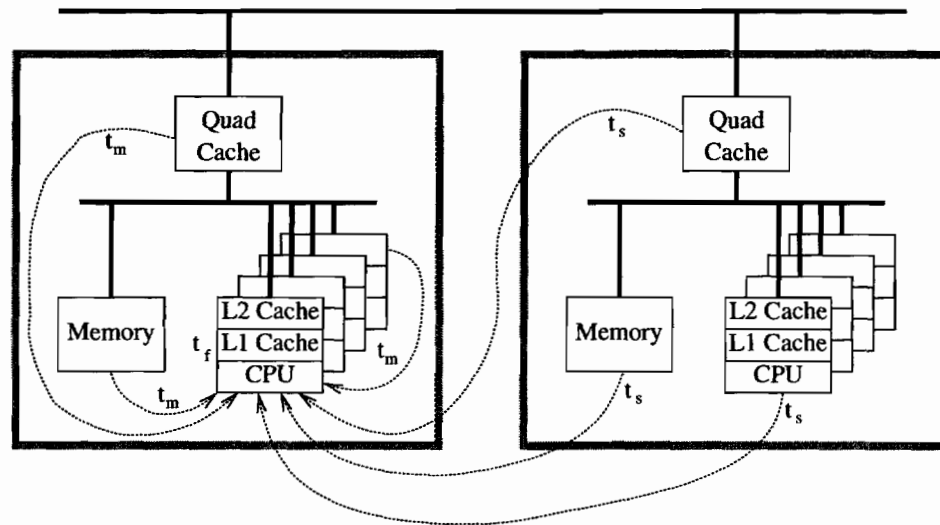 Quad
Cache
t_m
Memory
L2 Cache
L1 Cache
CPU
t_f
t_m
t_m
Quad
Cache
t_s
Memory
L2 Cache
L1 Cache
CPU
t_s
t_s